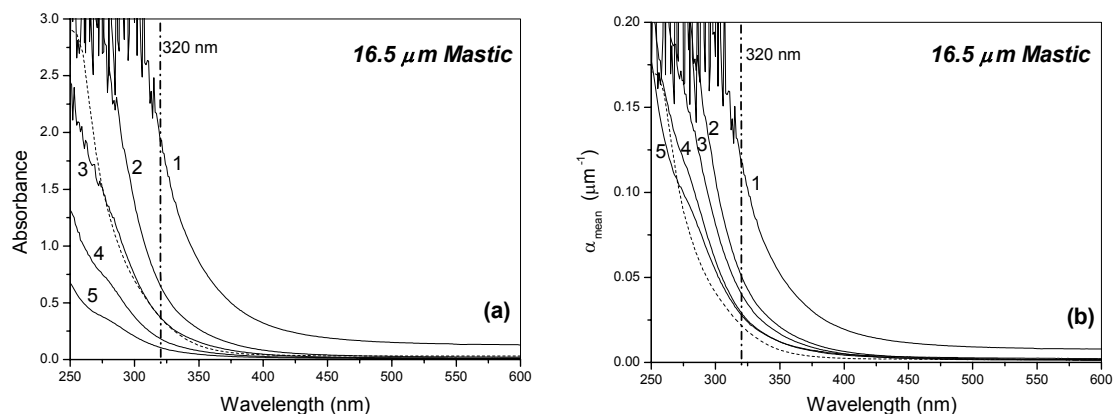 3.0
2.5
2.0
1.5
1.0
0.5
0.0
Absorbance
320 nm
16.5 μm Mastic
1
2
3
4
5
(a)
250 300 350 400 450 500 550 600
Wavelength (nm)
0.20
0.15
0.10
0.05
0.00
α mean (μm⁻¹)
320 nm
16.5 μm Mastic
1
2
3
4
5
(b)
250 300 350 400 450 500 550 600
Wavelength (nm)